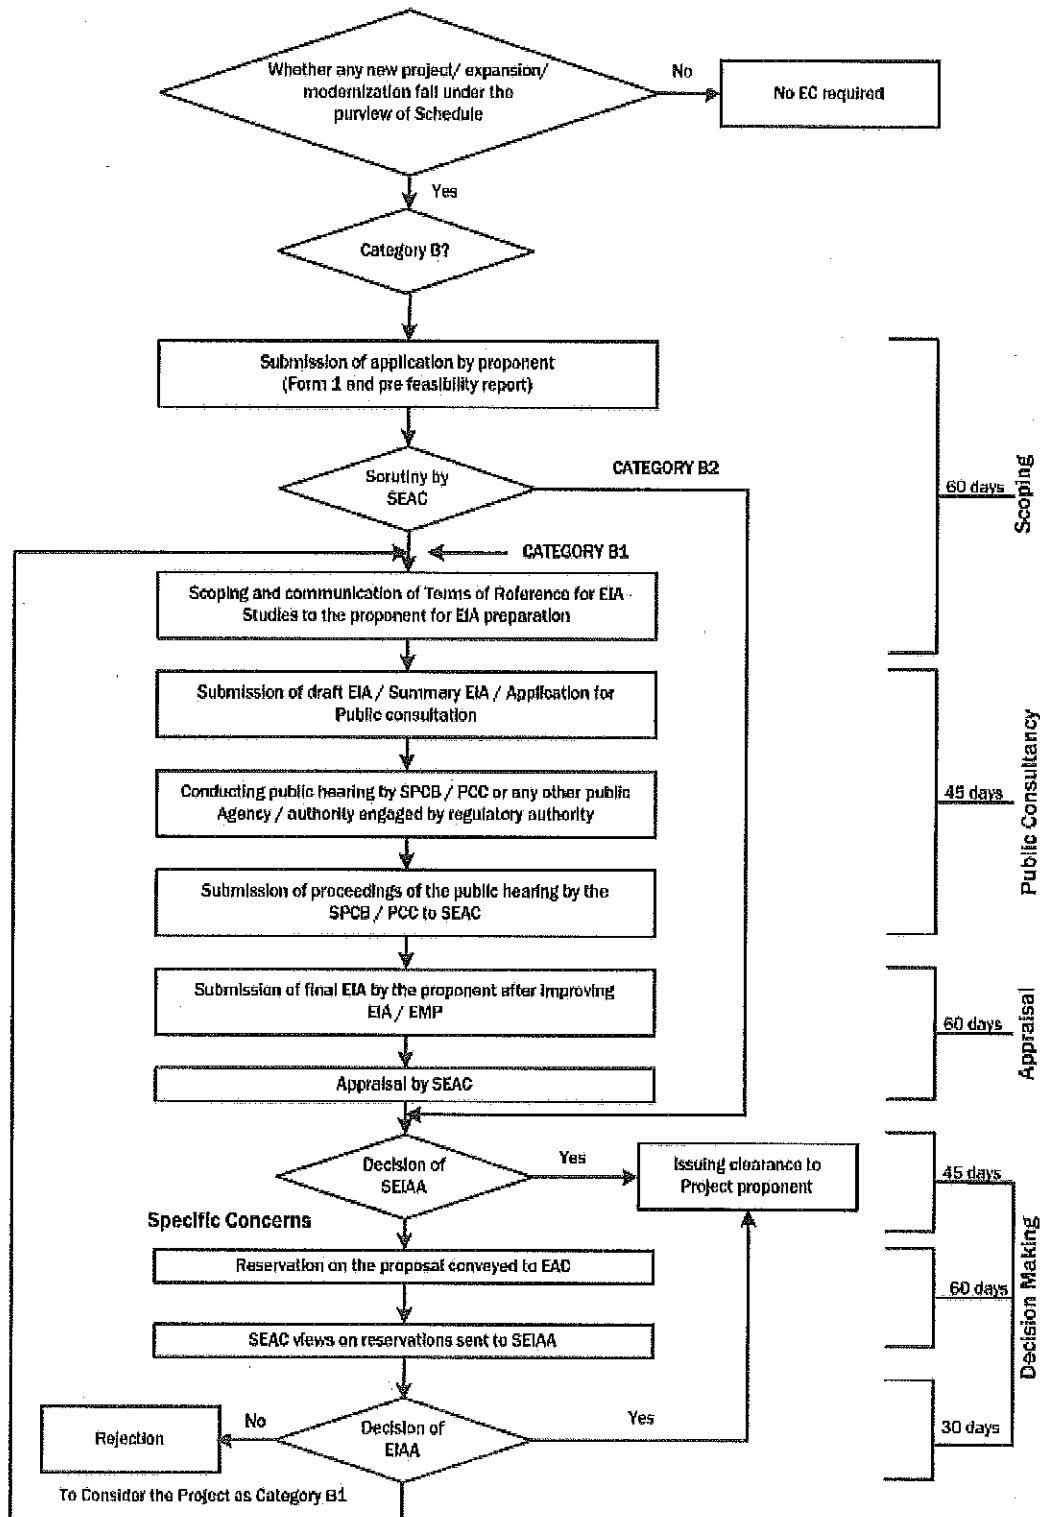 Whether any new project/ expansion/
modernization fall under the
purview of Schedule
No
No EC required
Yes
Category B?
Submission of application by proponent
(Form 1 and pre feasibility report)
Scrutiny by
SEAC
CATEGORY B2
CATEGORY B1
Scoping and communication of Terms of Reference for EIA -
Studies to the proponent for EIA preparation
60 days
Scoping
Submission of draft EIA / Summary EIA / Application for
Public consultation
Conducting public hearing by SPCB / PCC or any other public
Agency / authority engaged by regulatory authority
Submission of proceedings of the public hearing by the
SPCB / PCC to SEAC
45 days
Public Consultancy
Submission of final EIA by the proponent after improving
EIA / EMP
Appraisal by SEAC
60 days
Appraisal
Decision of
SEIAA
Yes
Issuing clearance to
Project proponent
45 days
Specific Concerns
Reservation on the proposal conveyed to EAC
SEAC views on reservations sent to SEIAA
60 days
Decision Making
Decision of
EIAA
No
Rejection
Yes
30 days
To Consider the Project as Category B1